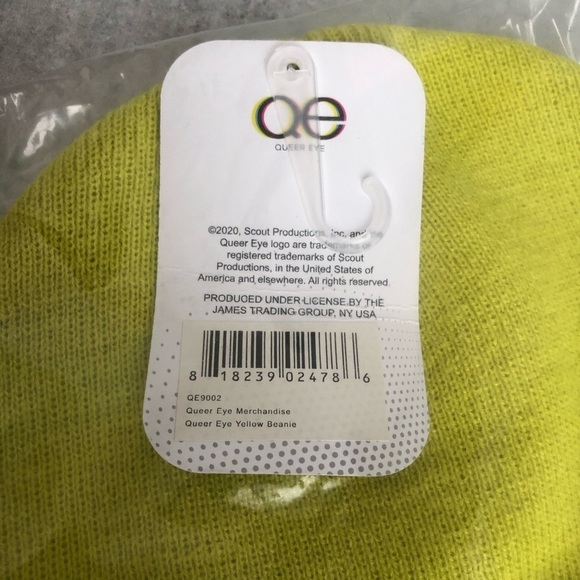 QE
QUEER EYE
©2020, Scout Productions, Inc. and the
Queer Eye logo are trademarks or
registered trademarks of Scout
Productions, in the United States of
America and elsewhere. All rights reserved.
PRODUCED UNDER LICENSE BY THE
JAMES TRADING GROUP, NY USA
8 18239 02478 6
QE9002
Queer Eye Merchandise
Queer Eye Yellow Beanie